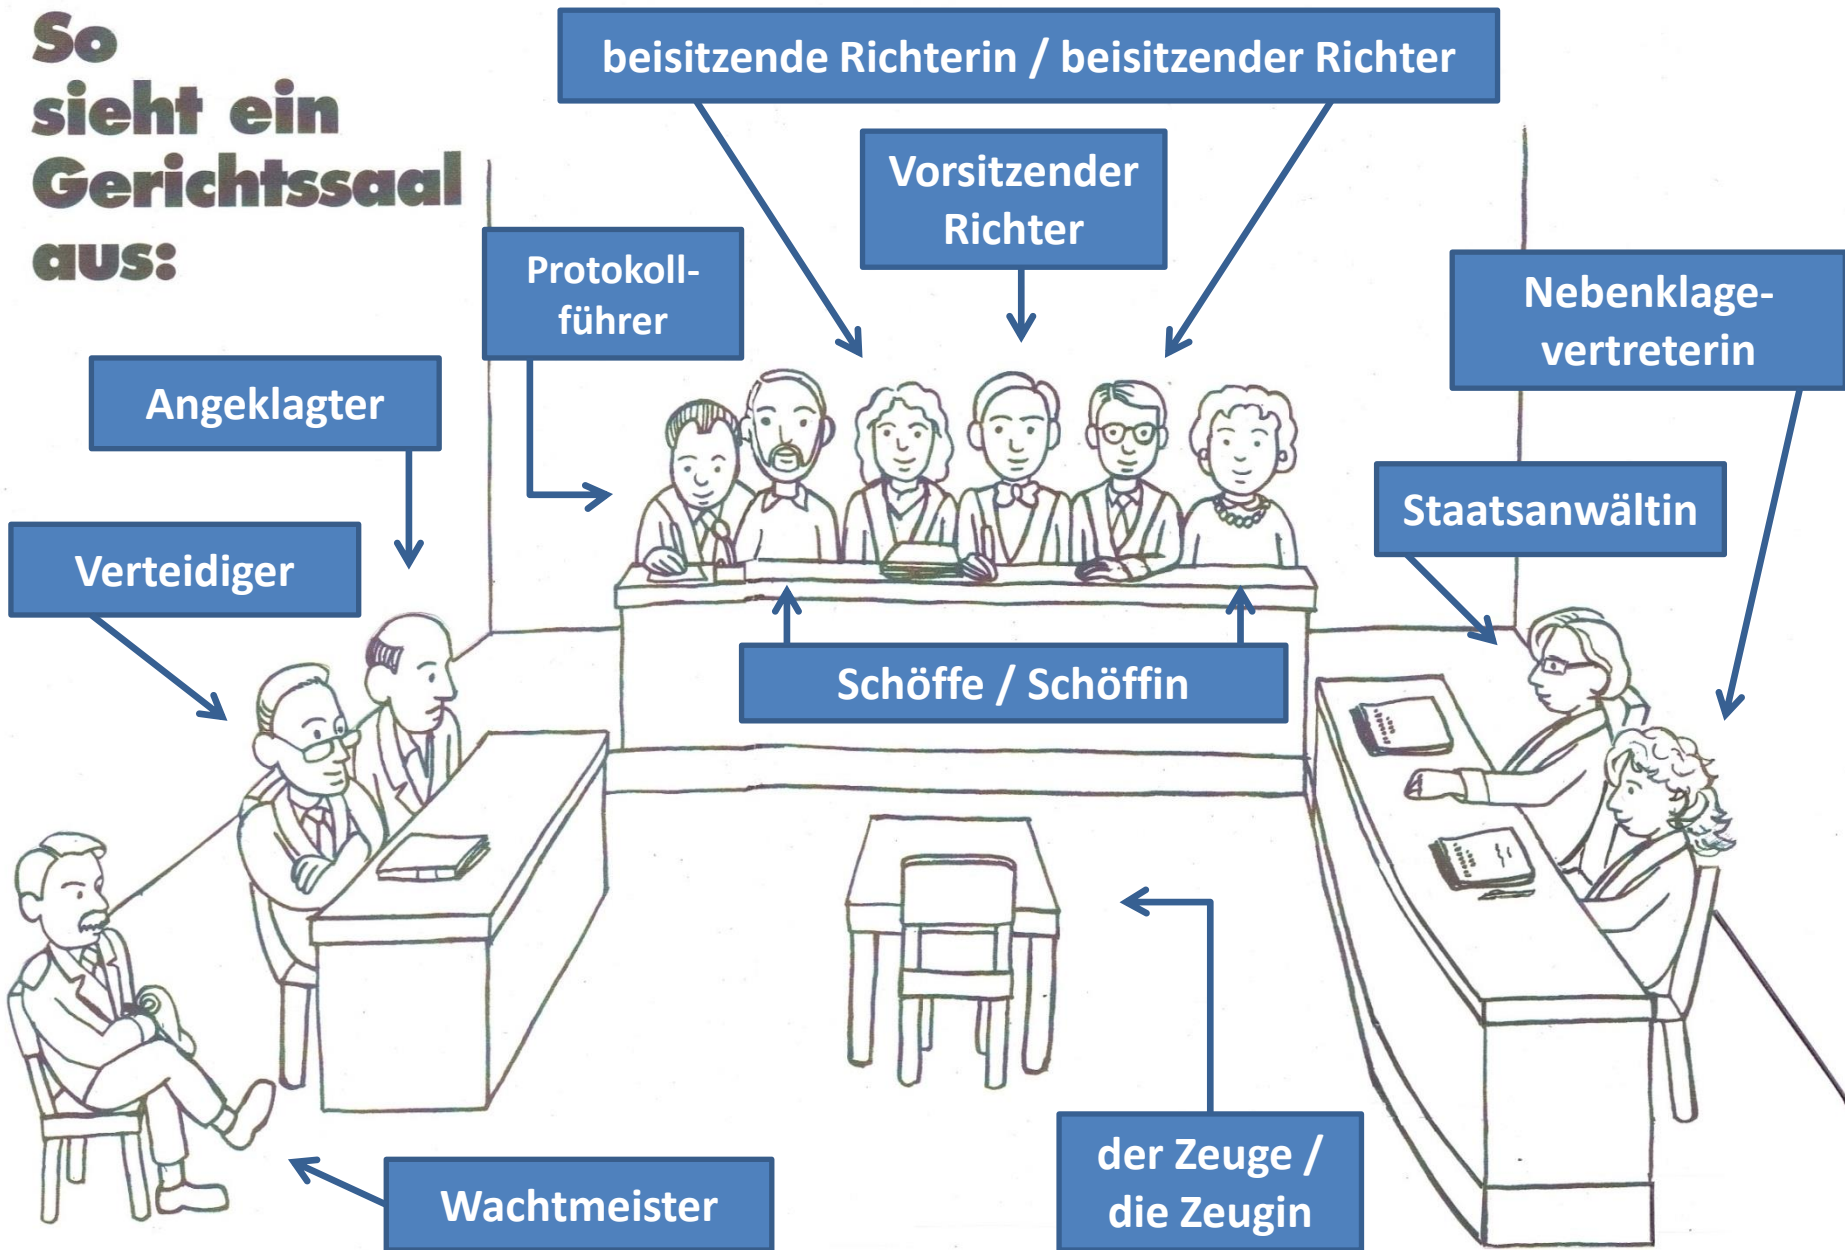 So
sieht ein
Gerichtssaal
aus:
beisitzende Richterin / beisitzender Richter
Vorsitzender
Richter
Protokoll-
führer
Nebenklage-
vertreterin
Angeklagter
Staatsanwältin
Verteidiger
Schöffe / Schöffin
der Zeuge /
die Zeugin
Wachtmeister